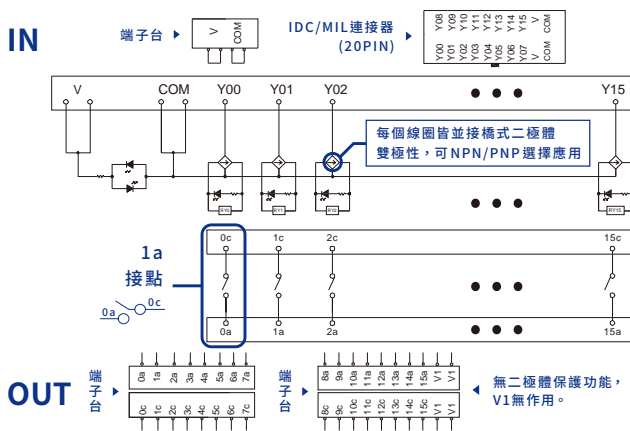 IN
端子台
V
COM
IDC/MIL連接器
(20PIN)
Y08 Y09 Y10 Y11 Y12 Y13 Y14 Y15 V COM
Y00 Y01 Y02 Y03 Y04 Y05 Y06 Y07 V COM
V COM Y00 Y01 Y02 Y15
每個線圈皆並接橋式二極體
雙極性，可NPN/PNP選擇應用
RY0 RY1 RY2 RY15
0c 1c 2c 15c
1a
接點
0a 0c
0a 1a 2a 15a
OUT
端子台
0a 1a 2a 3a 4a 5a 6a 7a
0c 1c 2c 3c 4c 5c 6c 7c
端子台
8a 9a 10a 11a 12a 13a 14a 15a V1 V1
8c 9c 10c 11c 12c 13c 14c 15c V1 V1
無二極體保護功能，
V1無作用。